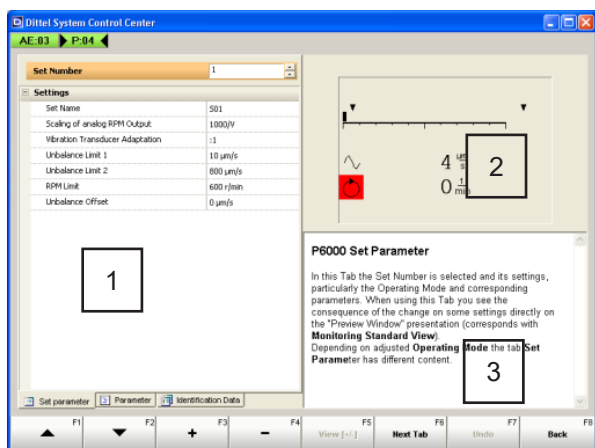 Dittel System Control Center
AE:03 P:04
Set Number 1
Settings
Set Name S01
Scaling of analog RPM Output 1000/V
Vibration Transducer Adaptation :1
Unbalance Limit 1 10 µm/s
Unbalance Limit 2 800 µm/s
RPM Limit 600 r/min
Unbalance Offset 0 µm/s
1
Set parameter Parameter Identification Data
4
2
0 1/min
P6000 Set Parameter
In this Tab the Set Number is selected and its settings,
particularly the Operating Mode and corresponding
parameters. When using this Tab you see the
consequence of the change on some settings directly on
the "Preview Window" presentation (corresponds with
Monitoring Standard View).
Depending on adjusted Operating Mode the tab Set
Parameter has different content.
3
F1 F2 F3 F4 F5 F6 F7 F8
+ - View [+/-] Next Tab Undo Back